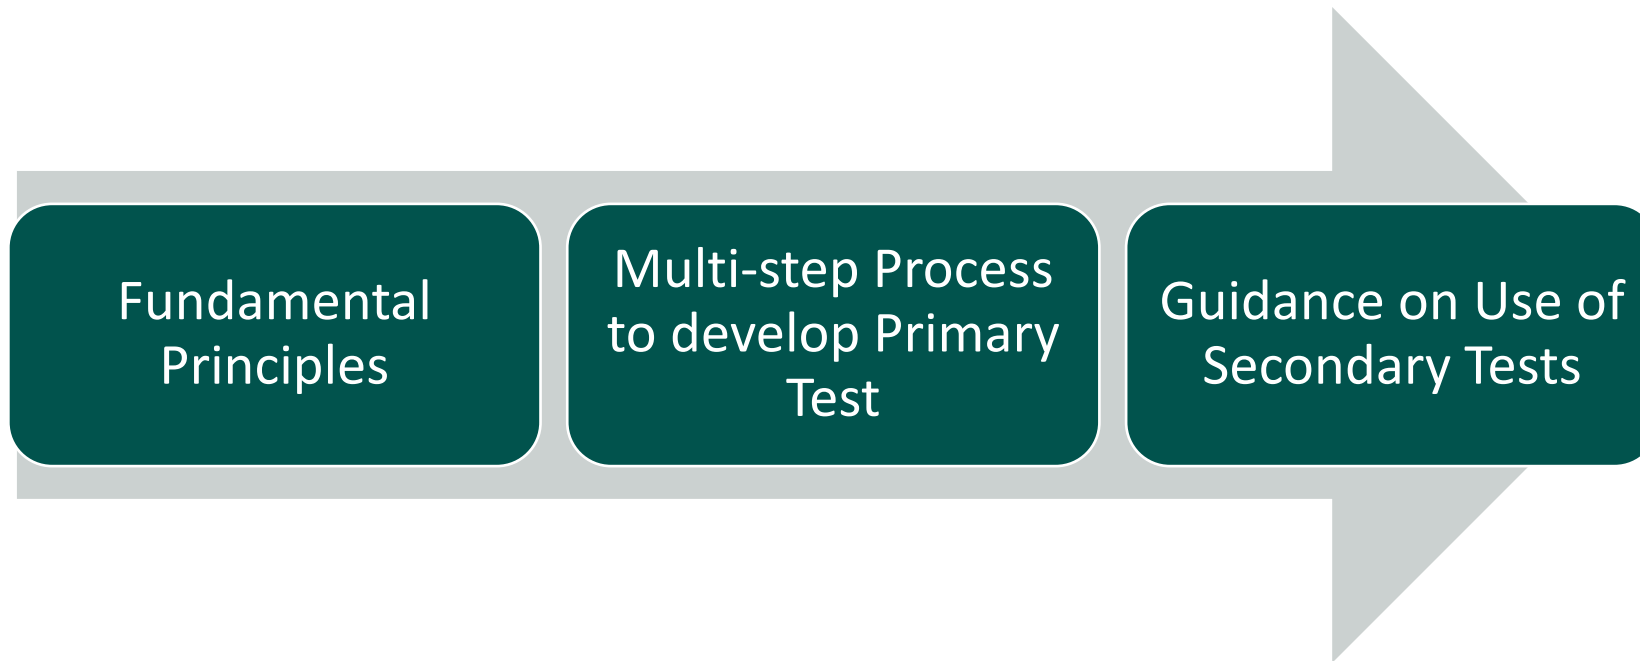 Fundamental
Principles
Multi-step Process
to develop Primary
Test
Guidance on Use of
Secondary Tests